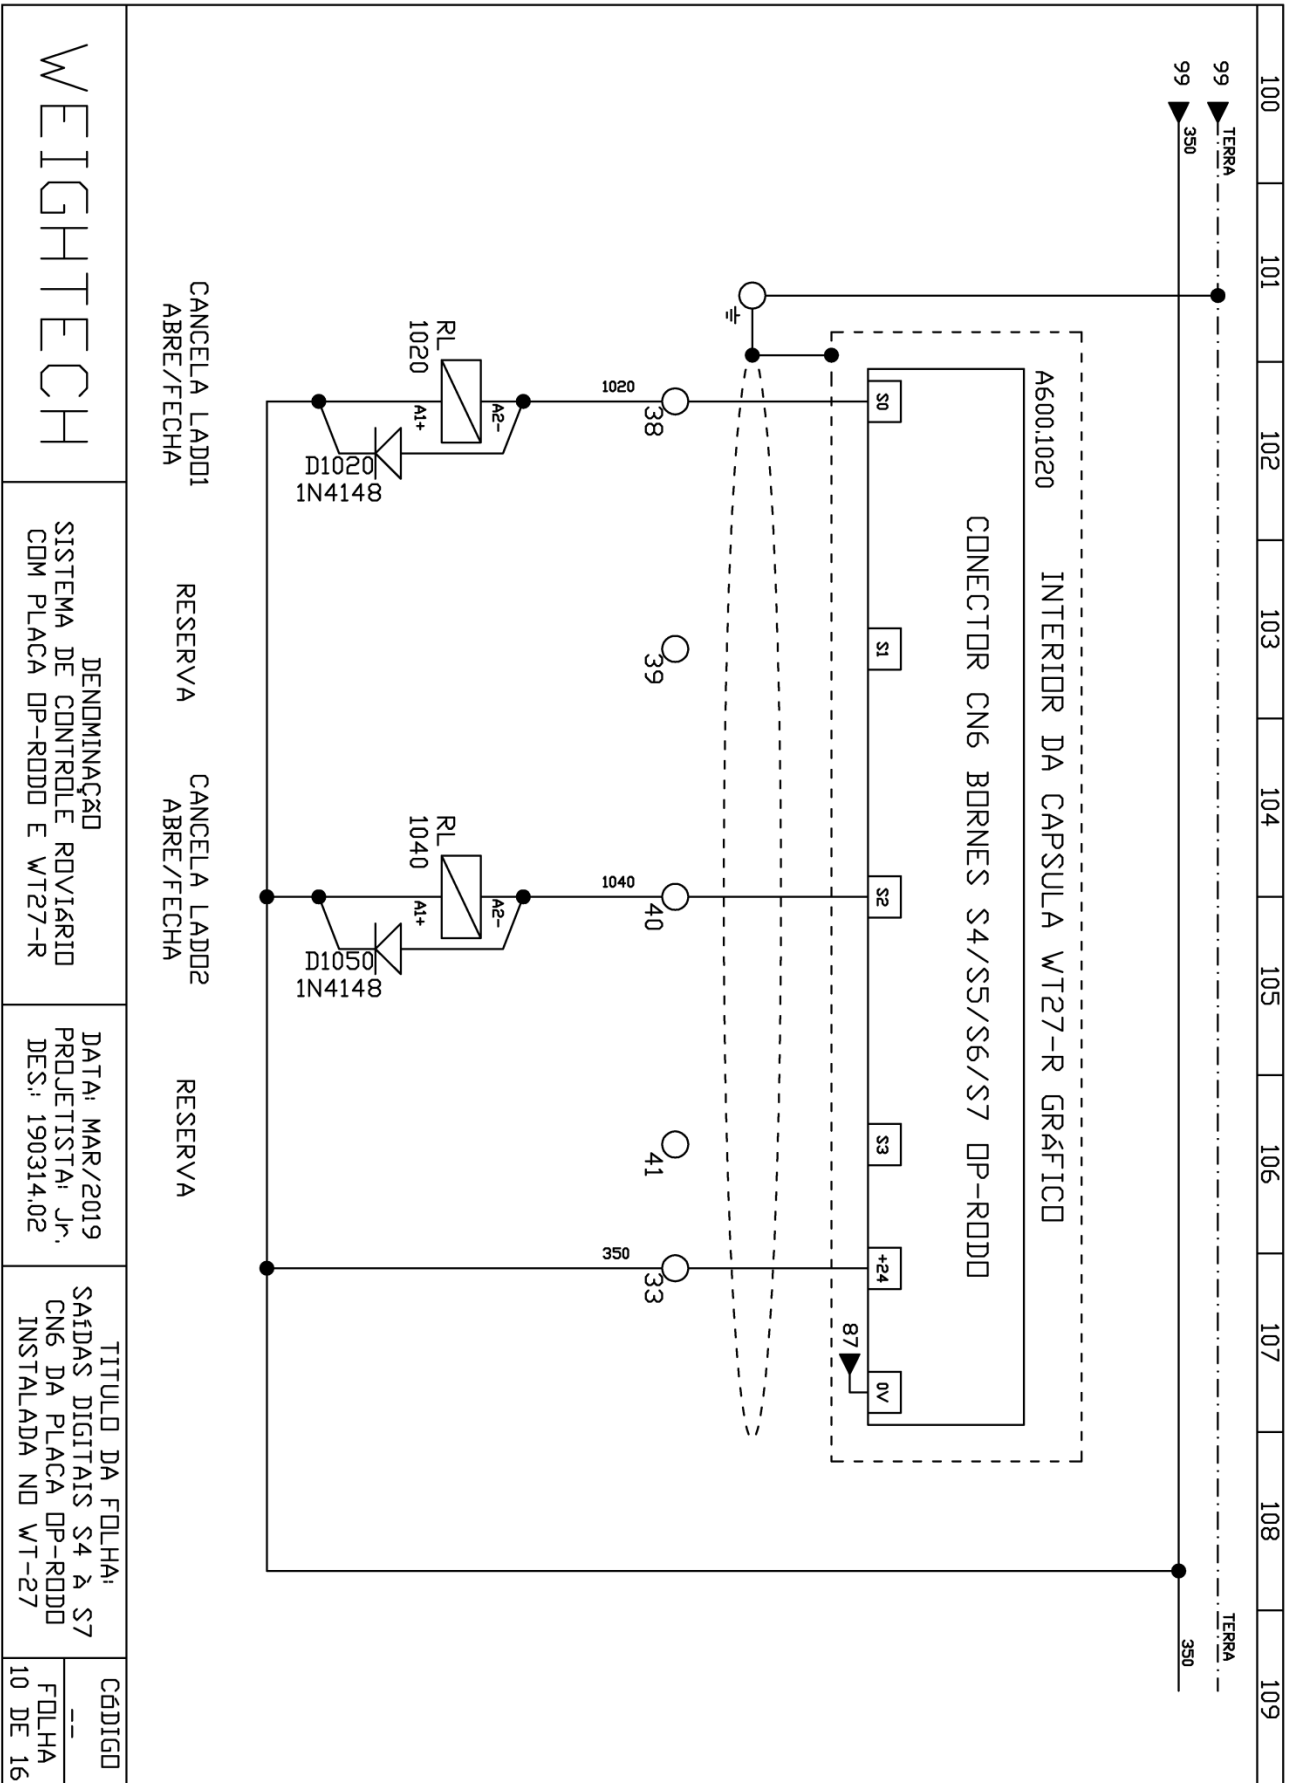 100
101
102
103
104
105
106
107
108
109
99
TERRA
TERRA
99
350
350
A600.1020
INTERIOR DA CAPSULA WT27-R GRÁFICO
CONECTOR CN6 BORNES S4/S5/S6/S7 OP-RODO
S0
S1
S2
S3
+24
0V
87
38
39
40
41
33
1020
1040
350
RL
1020
A2-
A1+
D1020
1N4148
RL
1040
A2-
A1+
D1050
1N4148
CANCELA LADO1
ABRE/FECHA
RESERVA
CANCELA LADO2
ABRE/FECHA
RESERVA
WEIGHTECH
DENOMINAÇÃO
SISTEMA DE CONTROLE ROVIÁRIO
COM PLACA OP-RODO E WT27-R
DATA: MAR/2019
PROJETISTA: Jr.
DES.: 190314.02
TITULO DA FOLHA:
SAÍDAS DIGITAIS S4 À S7
CN6 DA PLACA OP-RODO
INSTALADA NO WT-27
CÓDIGO
--
FOLHA
10 DE 16